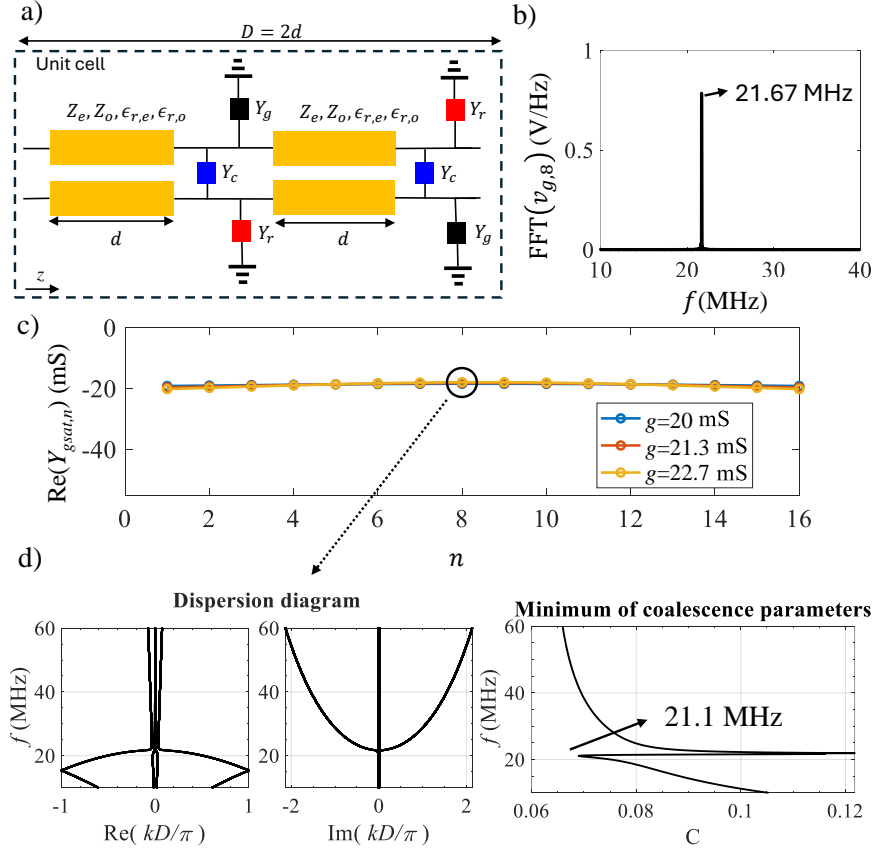 a)
D = 2d
Unit cell
Z_e, Z_o, ϵ_{r,e}, ϵ_{r,o}
Y_g
Z_e, Z_o, ϵ_{r,e}, ϵ_{r,o}
Y_r
Y_c
Y_c
d
Y_r
d
Y_g
z
b)
FFT(v_{g,8}) (V/Hz)
1
0.5
0
21.67 MHz
10 20 30 40
f(MHz)
c)
Re(Y_{gsat,n}) (mS)
0
-20
-40
g=20 mS
g=21.3 mS
g=22.7 mS
0 2 4 6 8 10 12 14 16
n
d)
Dispersion diagram
f (MHz)
60
40
20
-1 0 1
Re( kD/π )
60
40
20
-2 0 2
Im( kD/π )
Minimum of coalescence parameters
f (MHz)
60
40
20
0
21.1 MHz
0.06 0.08 0.1 0.12
C